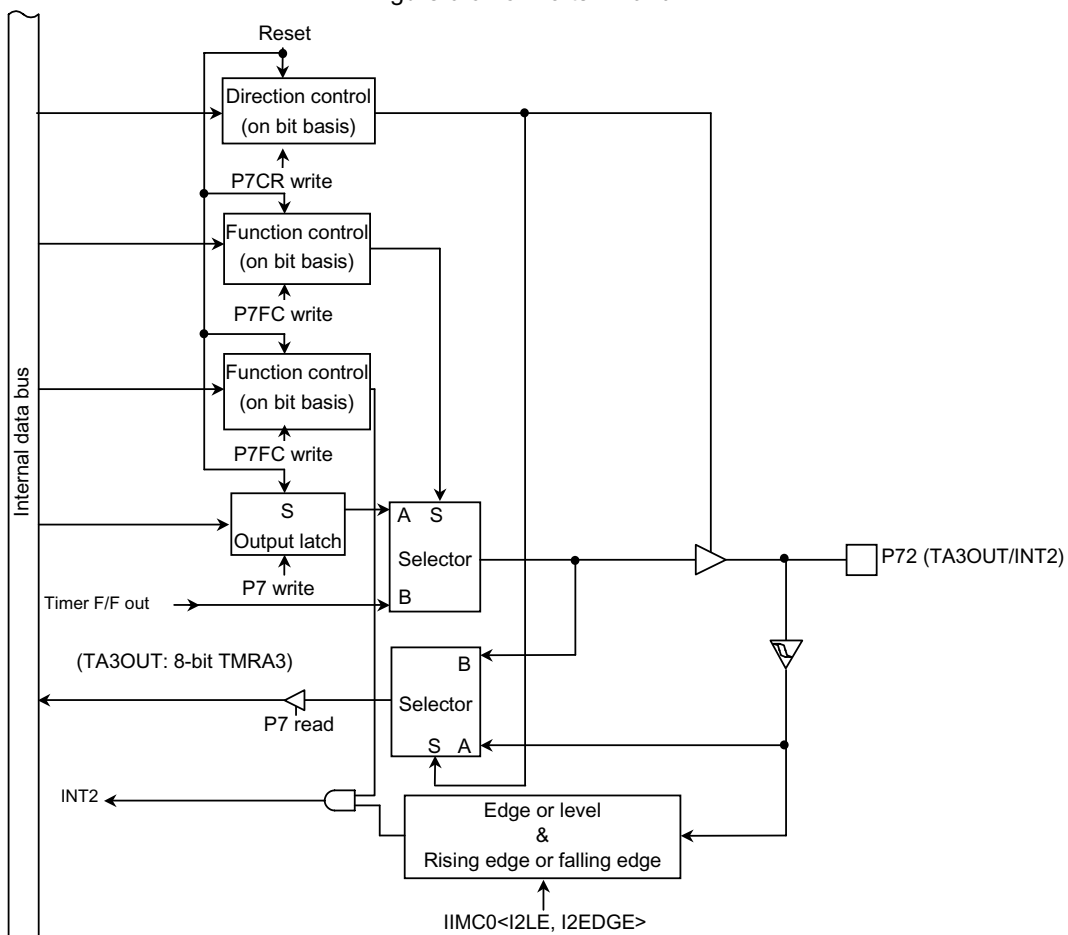 Reset
Direction control
(on bit basis)
P7CR write
Function control
(on bit basis)
P7FC write
Function control
(on bit basis)
P7FC write
Internal data bus
S
Output latch
P7 write
A S
Selector
B
Timer F/F out
P72 (TA3OUT/INT2)
(TA3OUT: 8-bit TMRA3)
B
Selector
S A
P7 read
INT2
Edge or level
&
Rising edge or falling edge
IIMC0<I2LE, I2EDGE>